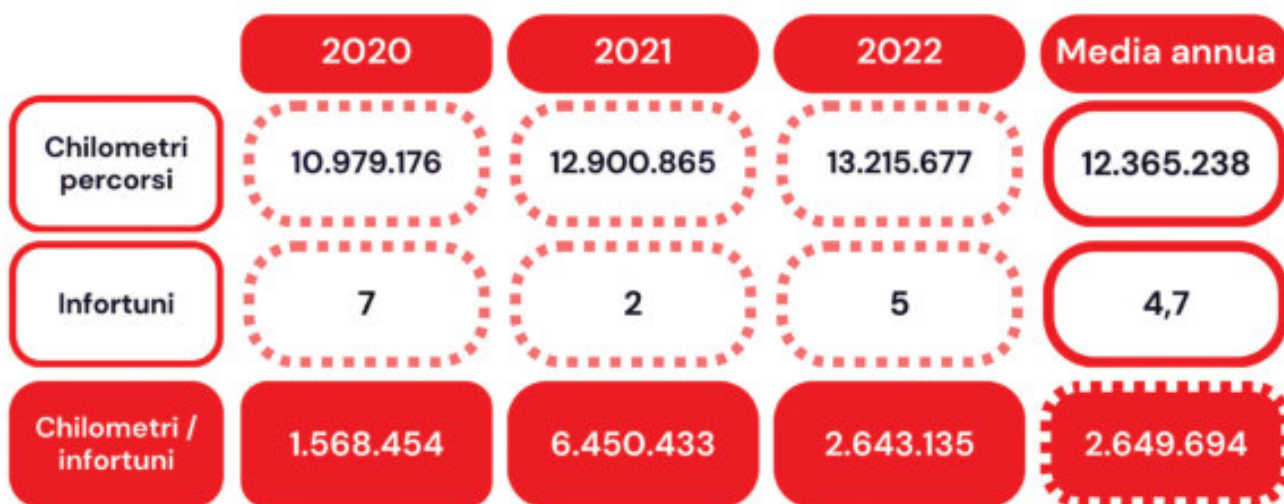 2020 2021 2022 Media annua
Chilometri
percorsi
10.979.176 12.900.865 13.215.677 12.365.238
Infortuni 7 2 5 4,7
Chilometri /
infortuni
1.568.454 6.450.433 2.643.135 2.649.694